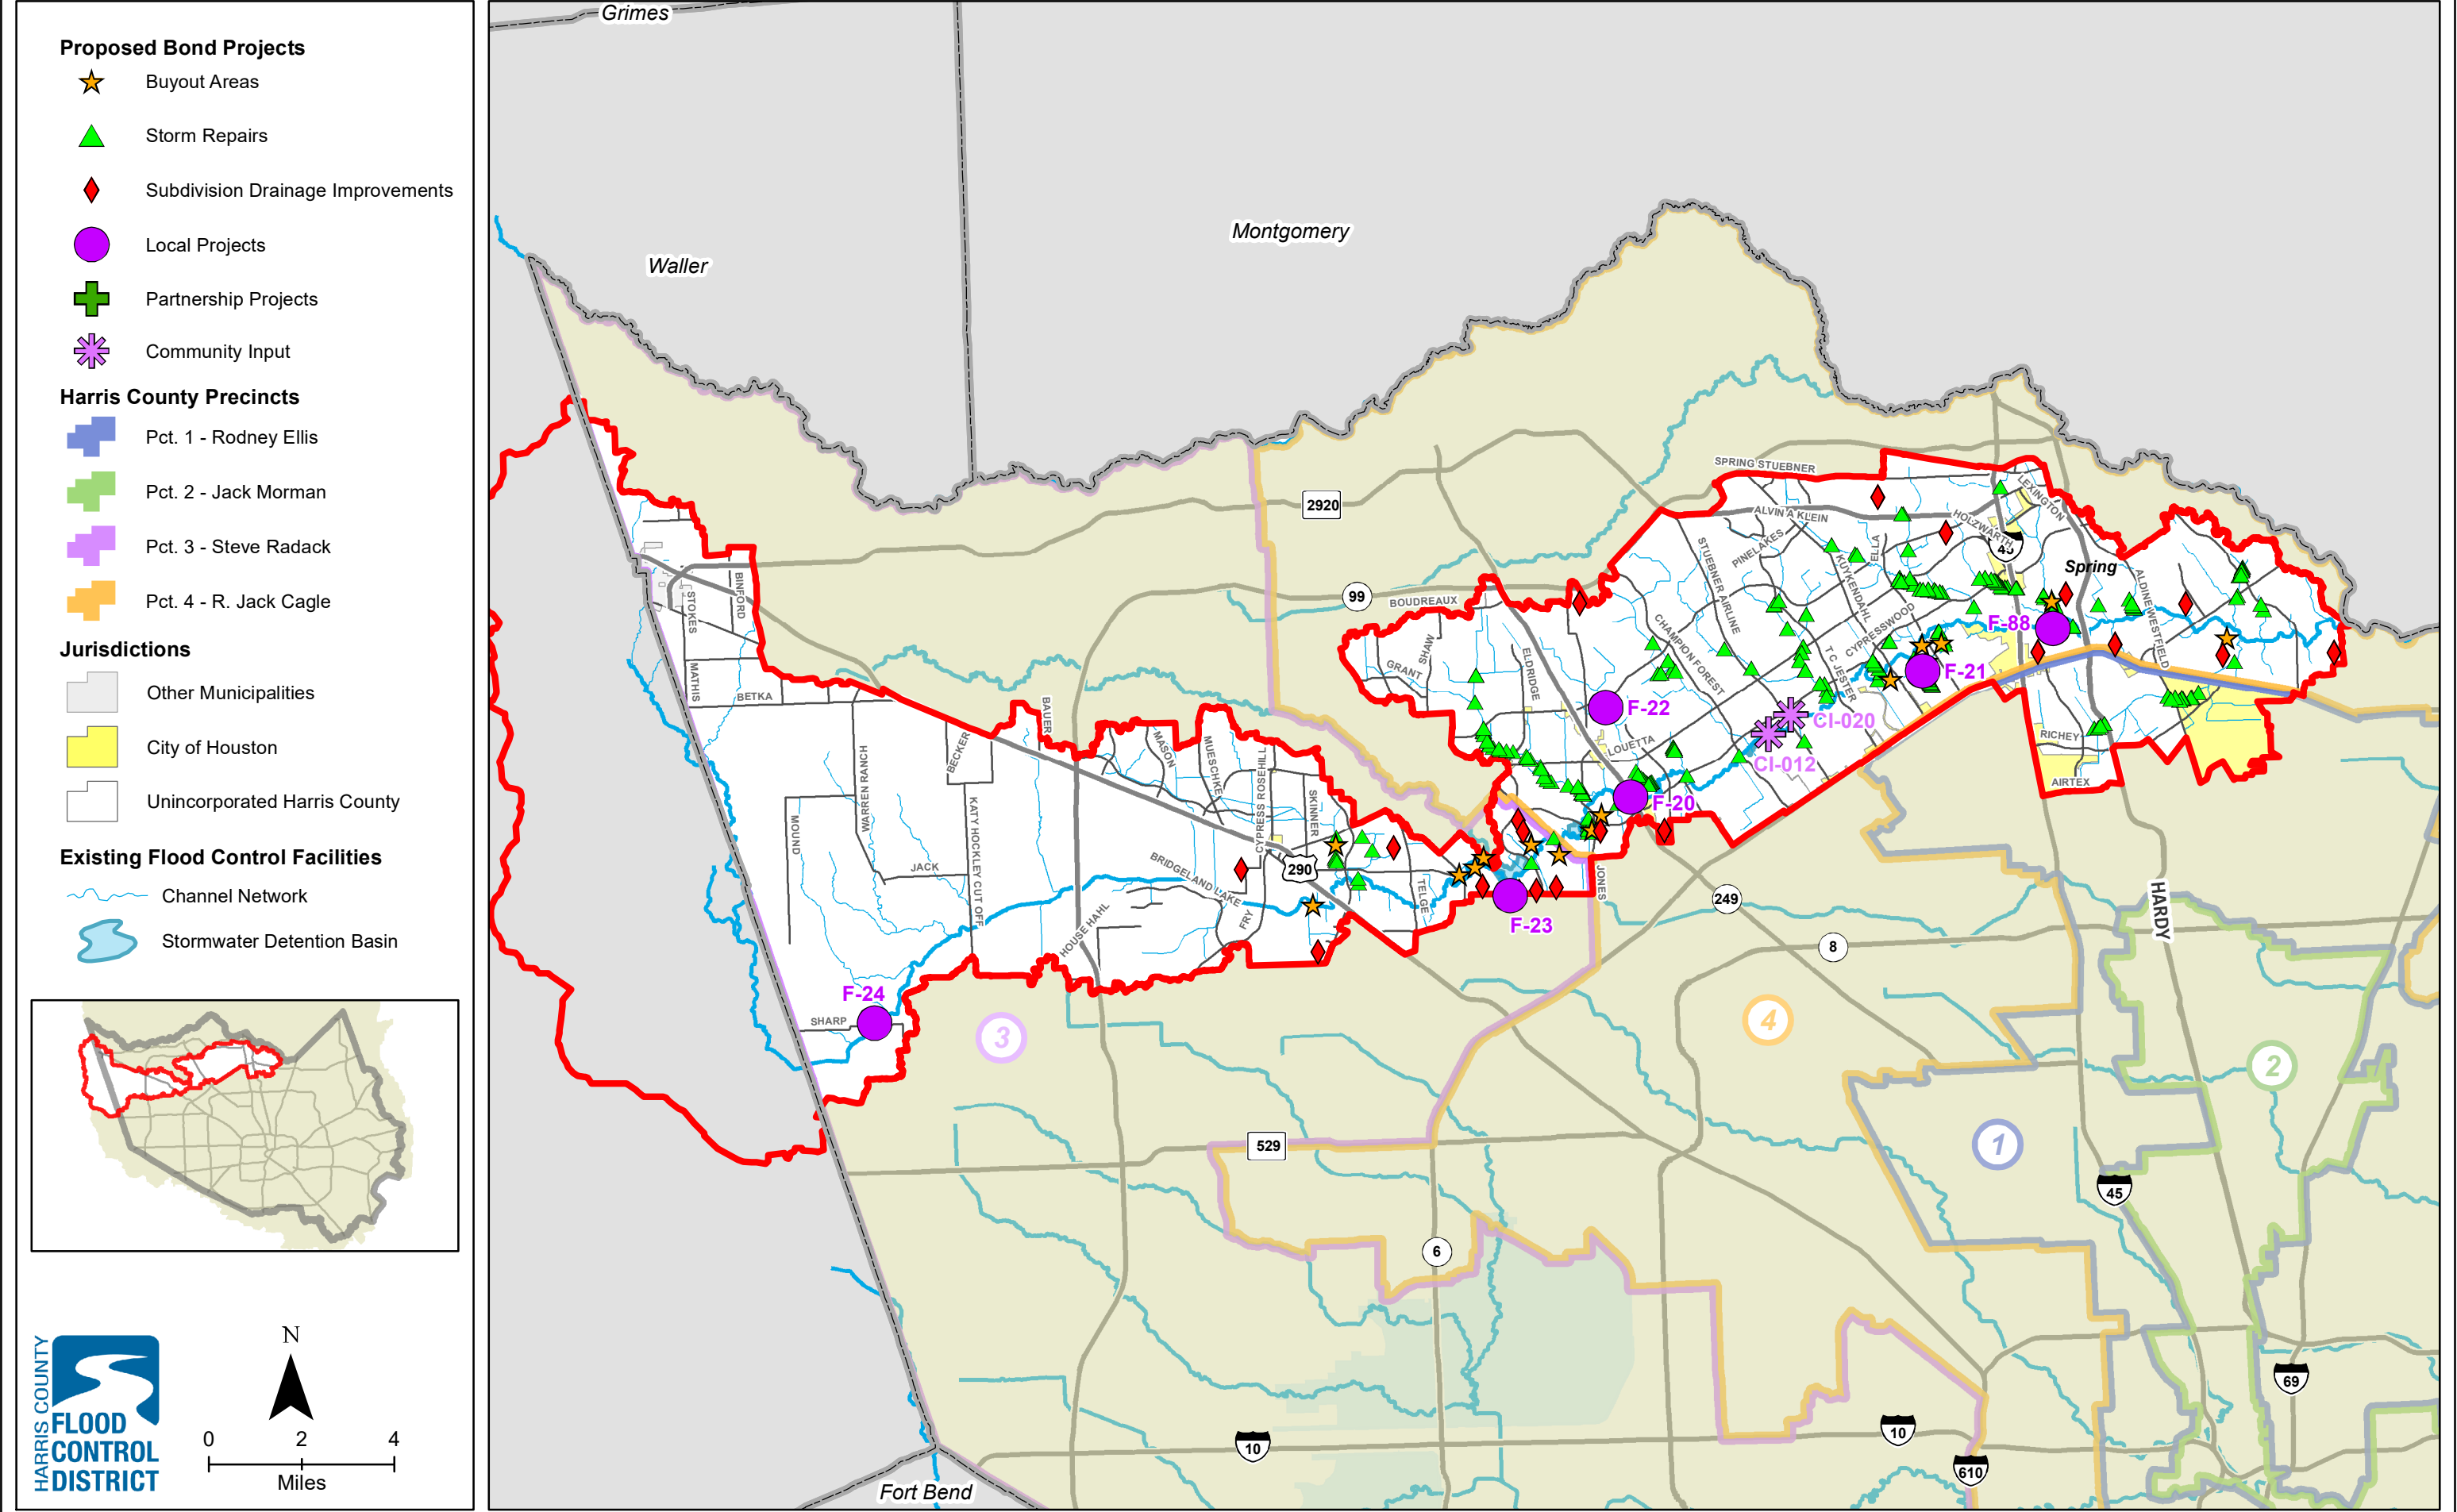 Proposed Bond Projects
Buyout Areas
Storm Repairs
Subdivision Drainage Improvements
Local Projects
Partnership Projects
Community Input
Harris County Precincts
Pct. 1 - Rodney Ellis
Pct. 2 - Jack Morman
Pct. 3 - Steve Radack
Pct. 4 - R. Jack Cagle
Jurisdictions
Other Municipalities
City of Houston
Unincorporated Harris County
Existing Flood Control Facilities
Channel Network
Stormwater Detention Basin
HARRIS COUNTY
FLOOD
CONTROL
DISTRICT
N
0 2 4
Miles
Grimes
Montgomery
Waller
SPRING STUEBNER
2920
LEXINGTON
ALVIN A KLEIN
HOLZWARTH
45
PINELAKES
ELLA
STUEBNER AIRLINE
KUYKENDAHL
Spring
ALDINE WESTFIELD
BINFORD
STOKES
99
BOUDREAUX
CYPRESSWOOD
F-88
CHAMPION FOREST
SHAW
GRANT
ELDRIDGE
T C JESTER
F-21
MATHIS
BETKA
F-22
BAUER
CI-020
RICHEY
LOUETTA
CI-012
BECKER
MASON
MUESCHKE
CYPRESS ROSEHILL
WARREN RANCH
SKINNER
AIRTEX
F-20
MOUND
KATY HOCKLEY CUT OFF
JACK
BRIDGELAND LAKE
290
TELGE
JONES
249
HARDY
FRY
HOUSE HAHL
F-23
8
F-24
SHARP
3
4
2
1
529
45
6
69
10
10
610
Fort Bend